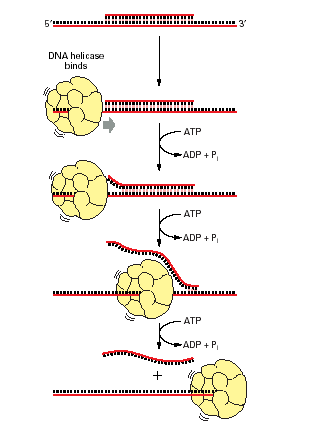 5′ 3′
DNA helicase
binds
ATP
ADP + Pi
ATP
ADP + Pi
ATP
ADP + Pi
+